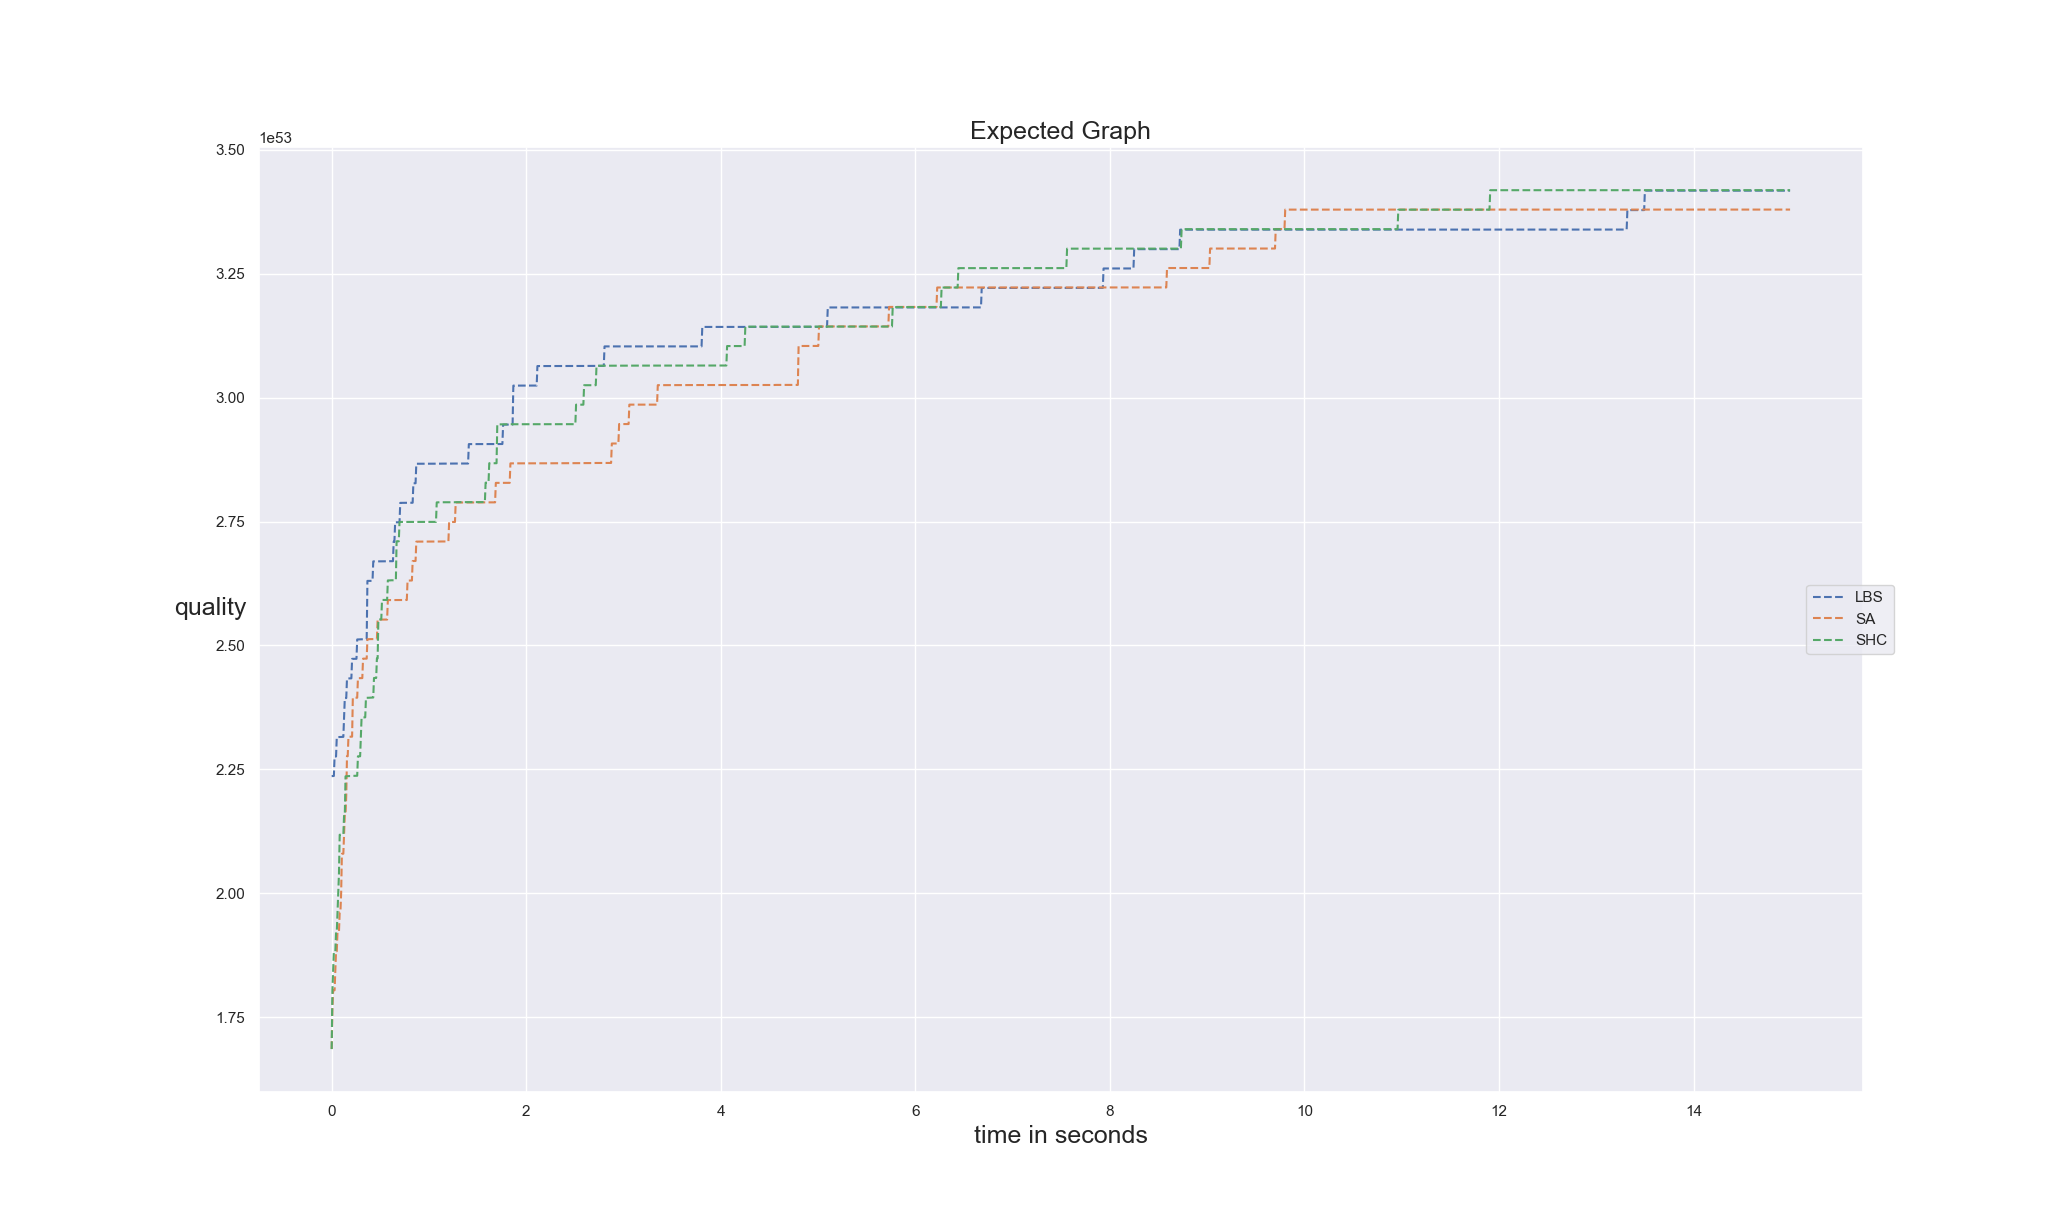 Expected Graph
1e53
3.50
3.25
3.00
2.75
2.50
2.25
2.00
1.75
quality
LBS
SA
SHC
0 2 4 6 8 10 12 14
time in seconds